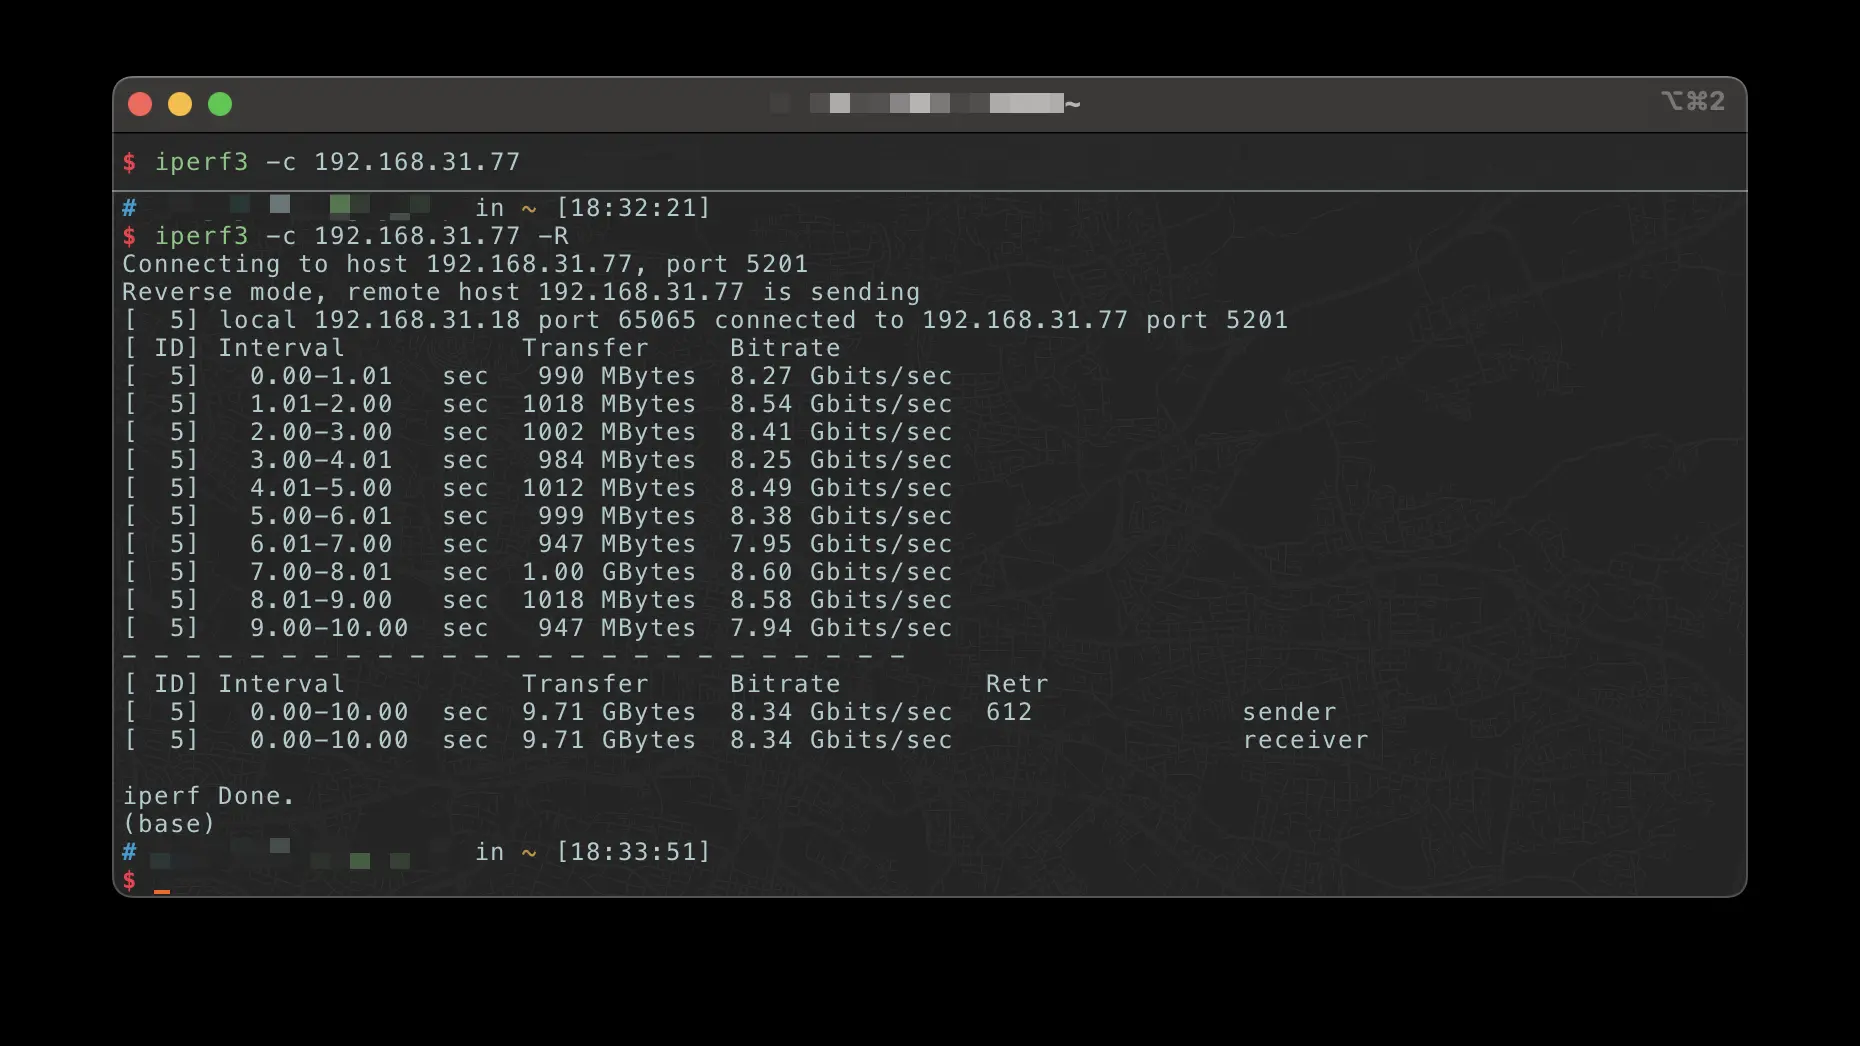 ~
⌥⌘2
$ iperf3 -c 192.168.31.77
# in ~ [18:32:21]
$ iperf3 -c 192.168.31.77 -R
Connecting to host 192.168.31.77, port 5201
Reverse mode, remote host 192.168.31.77 is sending
[  5] local 192.168.31.18 port 65065 connected to 192.168.31.77 port 5201
[ ID] Interval           Transfer     Bitrate
[  5]   0.00-1.01   sec   990 MBytes  8.27 Gbits/sec
[  5]   1.01-2.00   sec  1018 MBytes  8.54 Gbits/sec
[  5]   2.00-3.00   sec  1002 MBytes  8.41 Gbits/sec
[  5]   3.00-4.01   sec   984 MBytes  8.25 Gbits/sec
[  5]   4.01-5.00   sec  1012 MBytes  8.49 Gbits/sec
[  5]   5.00-6.01   sec   999 MBytes  8.38 Gbits/sec
[  5]   6.01-7.00   sec   947 MBytes  7.95 Gbits/sec
[  5]   7.00-8.01   sec  1.00 GBytes  8.60 Gbits/sec
[  5]   8.01-9.00   sec  1018 MBytes  8.58 Gbits/sec
[  5]   9.00-10.00  sec   947 MBytes  7.94 Gbits/sec
- - - - - - - - - - - - - - - - - - - - - - - - -
[ ID] Interval           Transfer     Bitrate         Retr
[  5]   0.00-10.00  sec  9.71 GBytes  8.34 Gbits/sec  612             sender
[  5]   0.00-10.00  sec  9.71 GBytes  8.34 Gbits/sec                  receiver
iperf Done.
(base)
# in ~ [18:33:51]
$